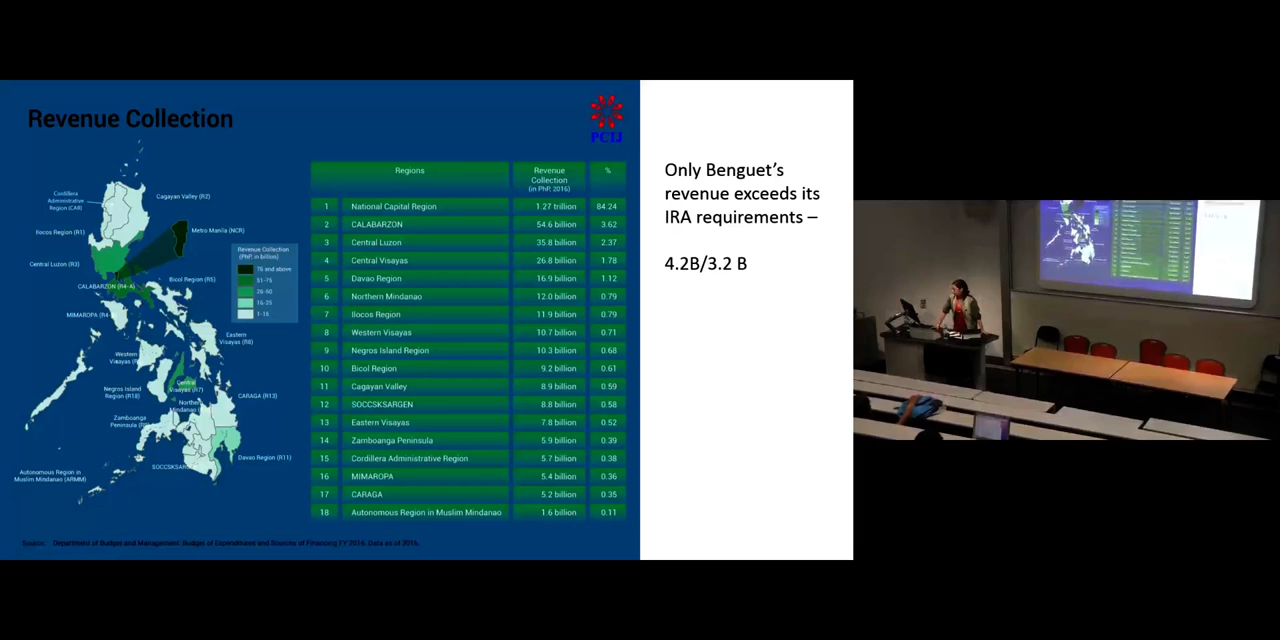 Revenue Collection
PCIJ
Cordillera
Administrative
Region (CAR)
Cagayan Valley (R2)
Ilocos Region (R1)
Metro Manila (NCR)
Central Luzon (R3)
Revenue Collection
(PhP, in billion)
76 and above
51-75
26-50
16-25
1-15
CALABARZON (R4-A)
Bicol Region (R5)
MIMAROPA (R4-
Eastern
Visayas (R8)
Western
Visayas (R
Central
Visayas (R7)
Negros Island
Region (R18)
Northern
Mindanao
CARAGA (R13)
Zamboanga
Peninsula
Davao Region (R11)
SOCCSKSAR
Autonomous Region in
Muslim Mindanao (ARMM)
Regions Revenue Collection (in PhP, 2016) %
1 National Capital Region 1.27 trillion 84.24
2 CALABARZON 54.6 billion 3.62
3 Central Luzon 35.8 billion 2.37
4 Central Visayas 26.8 billion 1.78
5 Davao Region 16.9 billion 1.12
6 Northern Mindanao 12.0 billion 0.79
7 Ilocos Region 11.9 billion 0.79
8 Western Visayas 10.7 billion 0.71
9 Negros Island Region 10.3 billion 0.68
10 Bicol Region 9.2 billion 0.61
11 Cagayan Valley 8.9 billion 0.59
12 SOCCSKSARGEN 8.8 billion 0.58
13 Eastern Visayas 7.8 billion 0.52
14 Zamboanga Peninsula 5.9 billion 0.39
15 Cordillera Administrative Region 5.7 billion 0.38
16 MIMAROPA 5.4 billion 0.36
17 CARAGA 5.2 billion 0.35
18 Autonomous Region in Muslim Mindanao 1.6 billion 0.11
Source: Department of Budget and Management: Budget of Expenditures and Sources of Financing FY 2016. Data as of 2016.
Only Benguet's
revenue exceeds its
IRA requirements –
4.2B/3.2 B